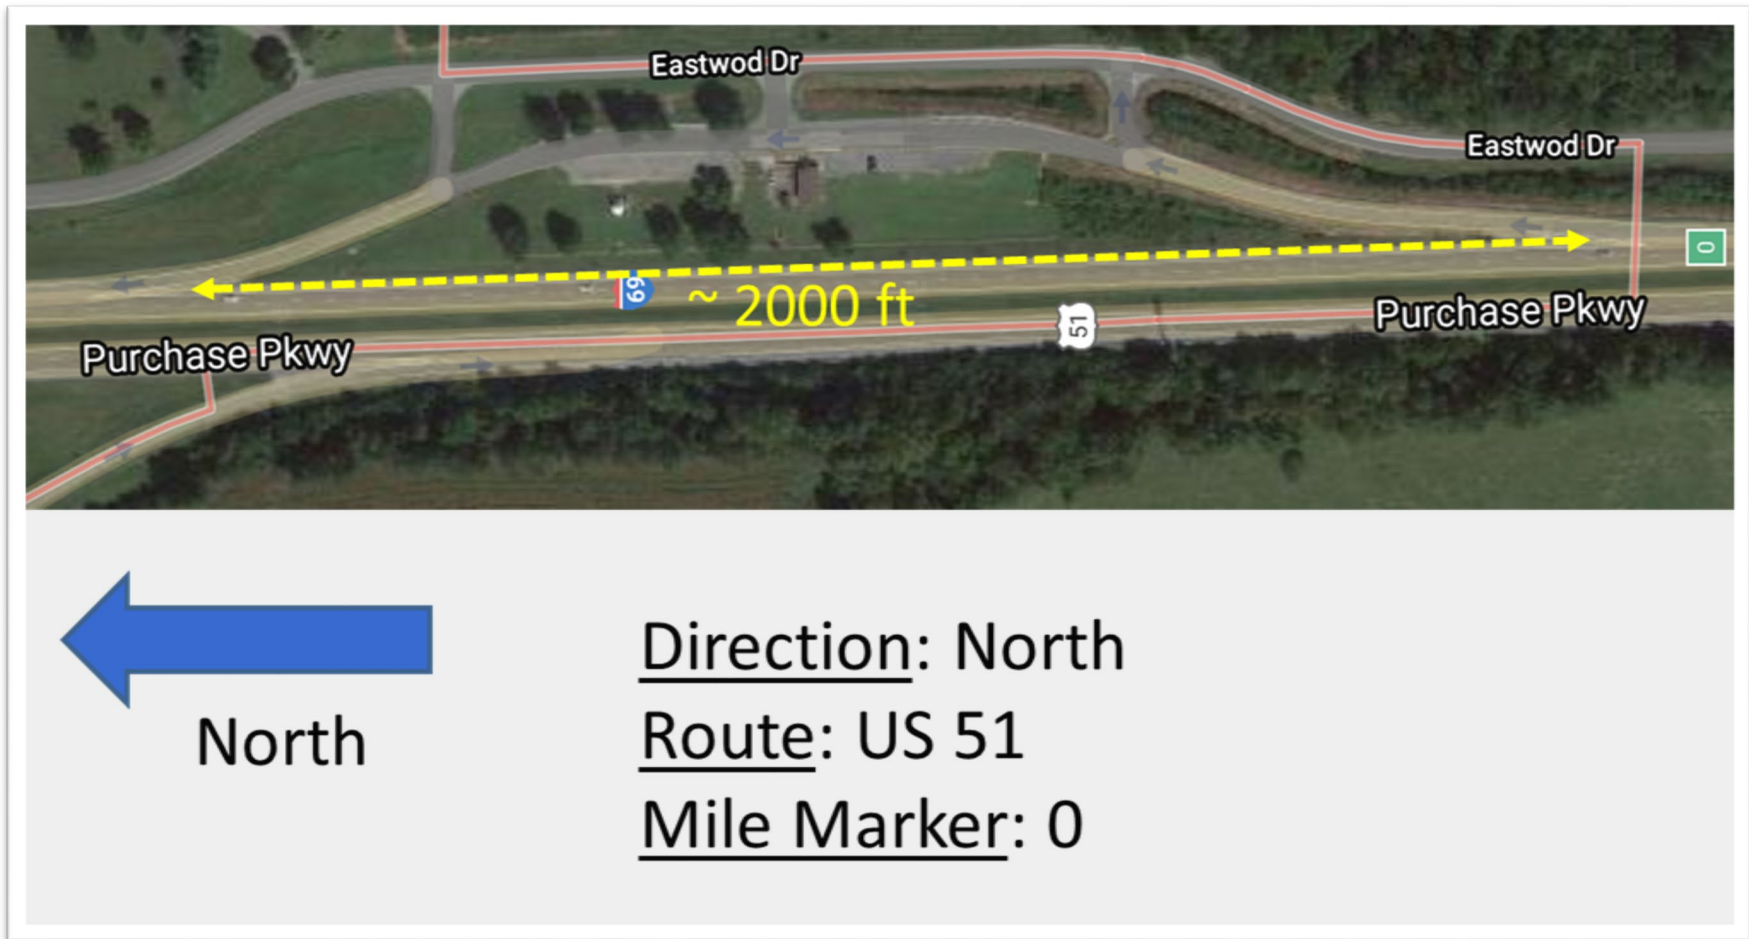 Eastwod Dr
Eastwod Dr
0
69
~ 2000 ft
51
Purchase Pkwy
Purchase Pkwy
North
Direction: North
Route: US 51
Mile Marker: 0